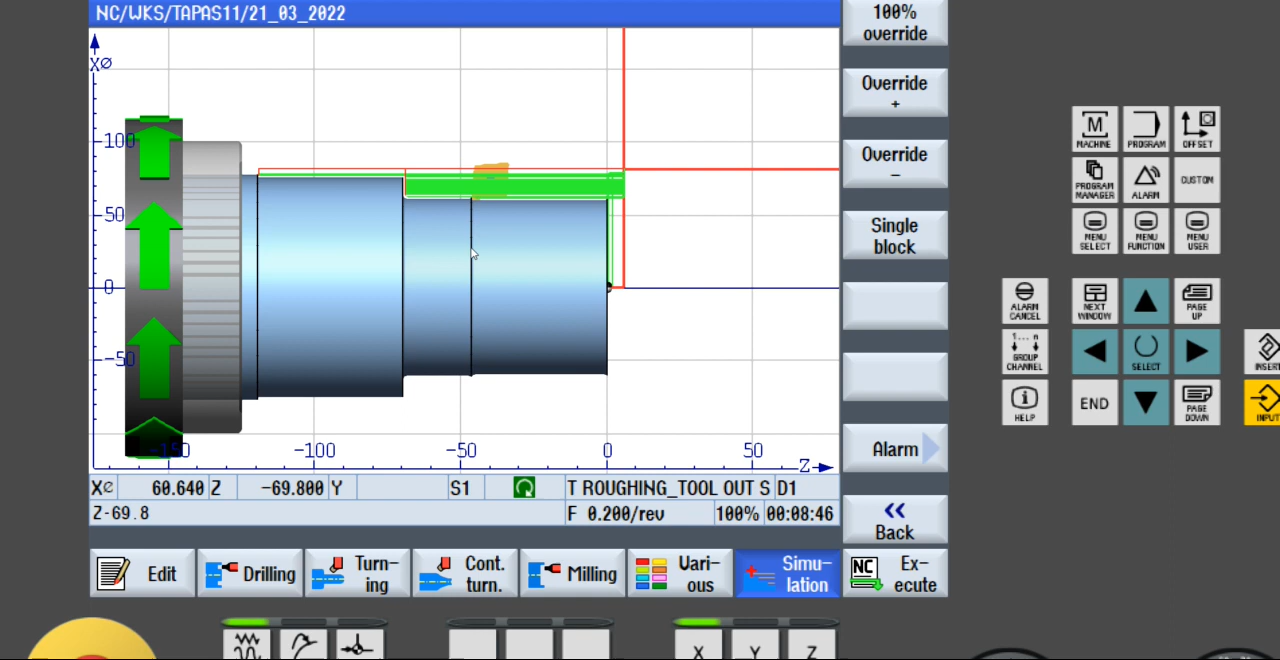 NC/WKS/TAPAS11/21_03_2022
100%
override
Override
+
Override
-
Single
block
Alarm
<<
Back
XØ
100
50
0
-50
-150
-100
-50
0
50
Z
XØ 60.640 Z -69.800 Y S1 T ROUGHING_TOOL OUT S D1
Z-69.8 F 0.200/rev 100% 00:08:46
Edit
Drilling
Turn-
ing
Cont.
turn.
Milling
Vari-
ous
Simu-
lation
NC
Ex-
ecute
M
MACHINE
PROGRAM
OFFSET
PROGRAM
MANAGER
ALARM
CUSTOM
MENU
SELECT
MENU
FUNCTION
MENU
USER
ALARM
CANCEL
NEXT
WINDOW
PAGE
UP
1... n
GROUP
CHANNEL
SELECT
INSERT
HELP
END
PAGE
DOWN
INPUT
X
Y
Z